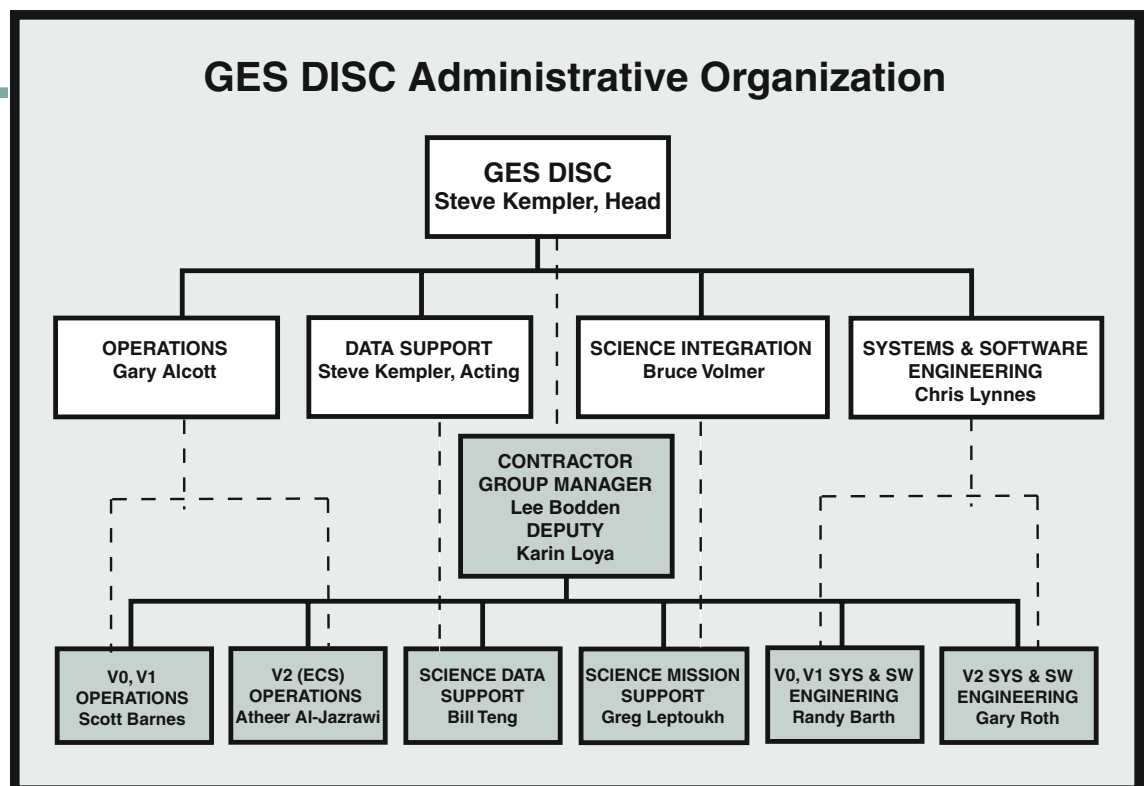 GES DISC Administrative Organization
GES DISC
Steve Kempler, Head
OPERATIONS
Gary Alcott
DATA SUPPORT
Steve Kempler, Acting
SCIENCE INTEGRATION
Bruce Volmer
SYSTEMS & SOFTWARE
ENGINEERING
Chris Lynnes
CONTRACTOR
GROUP MANAGER
Lee Bodden
DEPUTY
Karin Loya
V0, V1
OPERATIONS
Scott Barnes
V2 (ECS)
OPERATIONS
Atheer Al-Jazrawi
SCIENCE DATA
SUPPORT
Bill Teng
SCIENCE MISSION
SUPPORT
Greg Leptoukh
V0, V1 SYS & SW
ENGINERING
Randy Barth
V2 SYS & SW
ENGINEERING
Gary Roth